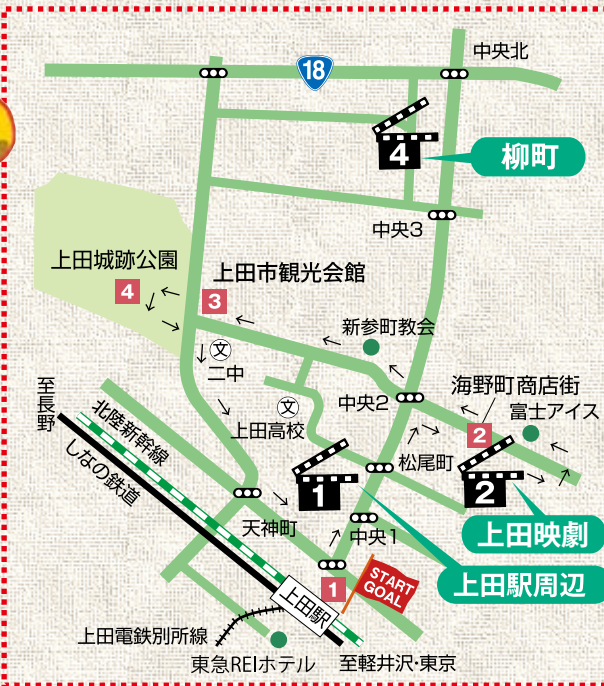 中央北
18
4
柳町
中央3
上田城跡公園
4
上田市観光会館
3
新参町教会
文
二中
至長野
北陸新幹線
しなの鉄道
文
上田高校
中央2
海野町商店街
富士アイス
2
松尾町
1
2
天神町
中央1
上田映劇
上田駅周辺
1
START
GOAL
上田駅
上田電鉄別所線
東急REIホテル
至軽井沢・東京